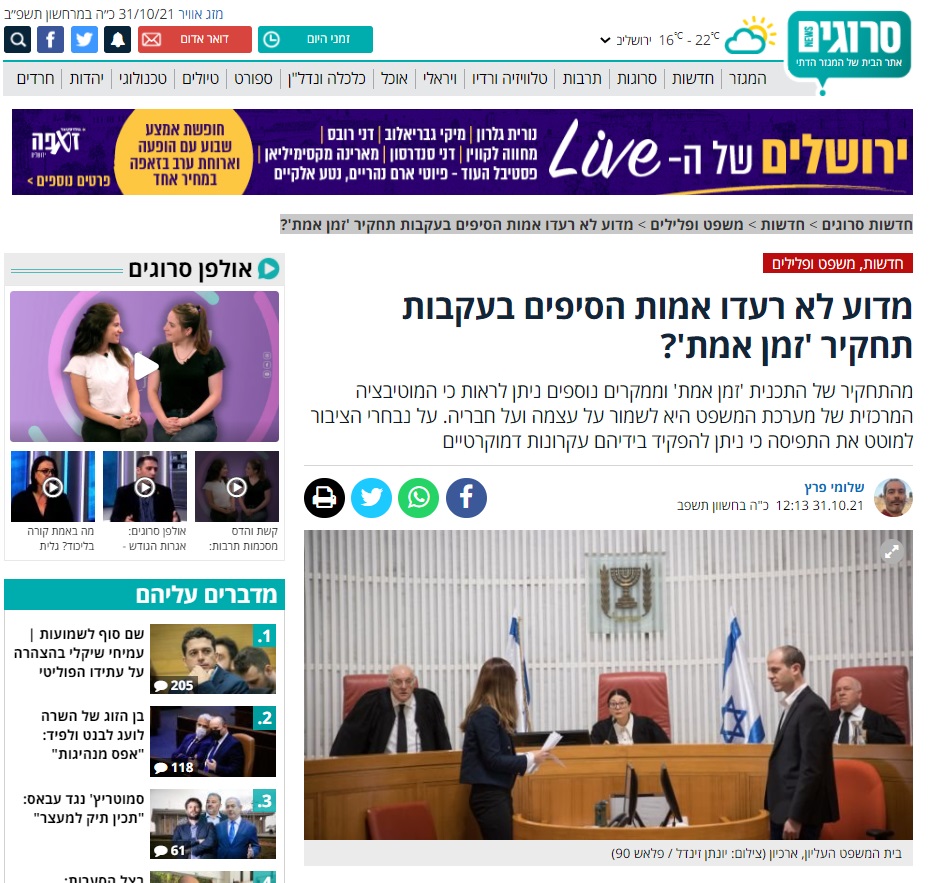 מזג אוויר 31/10/21 כ"ה במרחשון תשפ״ב
סרוגים
NEWS
אתר הבית של המגזר הדתי
16°C - 22°C ירושלים
זמני היום
דואר אדום
המגזר | חדשות | סרוגות | תרבות | טלוויזיה ורדיו | ויראלי | אוכל | כלכלה ונדל"ן | ספורט | טיולים | טכנולוגי | יהדות | חרדים
ירושלים של ה-Live
נורית גלרון | מיקי גבריאלוב | דני רובס |
מחווה לקווין | דני סנדרסון | מארינה מקסימיליאן |
פסטיבל העוד - פיוטי ארם נהריים, נטע אלקיים
חופשת אמצע
שבוע עם הופעה
וארוחת ערב בזאפה
במחיר אחד
זאפה
ירושלים
פרטים נוספים >
חדשות סרוגים > חדשות > משפט ופלילים > מדוע לא רעדו אמות הסיפים בעקבות תחקיר 'זמן אמת'?
חדשות, משפט ופלילים
מדוע לא רעדו אמות הסיפים בעקבות
תחקיר 'זמן אמת'?
מהתחקיר של התכנית 'זמן אמת' וממקרים נוספים ניתן לראות כי המוטיבציה
המרכזית של מערכת המשפט היא לשמור על עצמה ועל חבריה. על נבחרי הציבור
למוטט את התפיסה כי ניתן להפקיד בידיהם עקרונות דמוקרטיים
שלומי פרץ
31.10.21 12:13 כ"ה בחשוון תשפב
בית המשפט העליון, ארכיון (צילום: יונתן זינדל / פלאש 90)
אולפן סרוגים
קשת והדס
מסכמות תרבות:
אולפן סרוגים:
אגרות הגודש -
מה באמת קורה
בליכוד? גלית
מדברים עליהם
1.
שם סוף לשמועות |
עמיחי שיקלי בהצהרה
על עתידו הפוליטי
205
2.
בן הזוג של השרה
לועג לבנט ולפיד:
"אפס מנהיגות"
118
3.
סמוטריץ' נגד עבאס:
"תכין תיק למעצר"
61